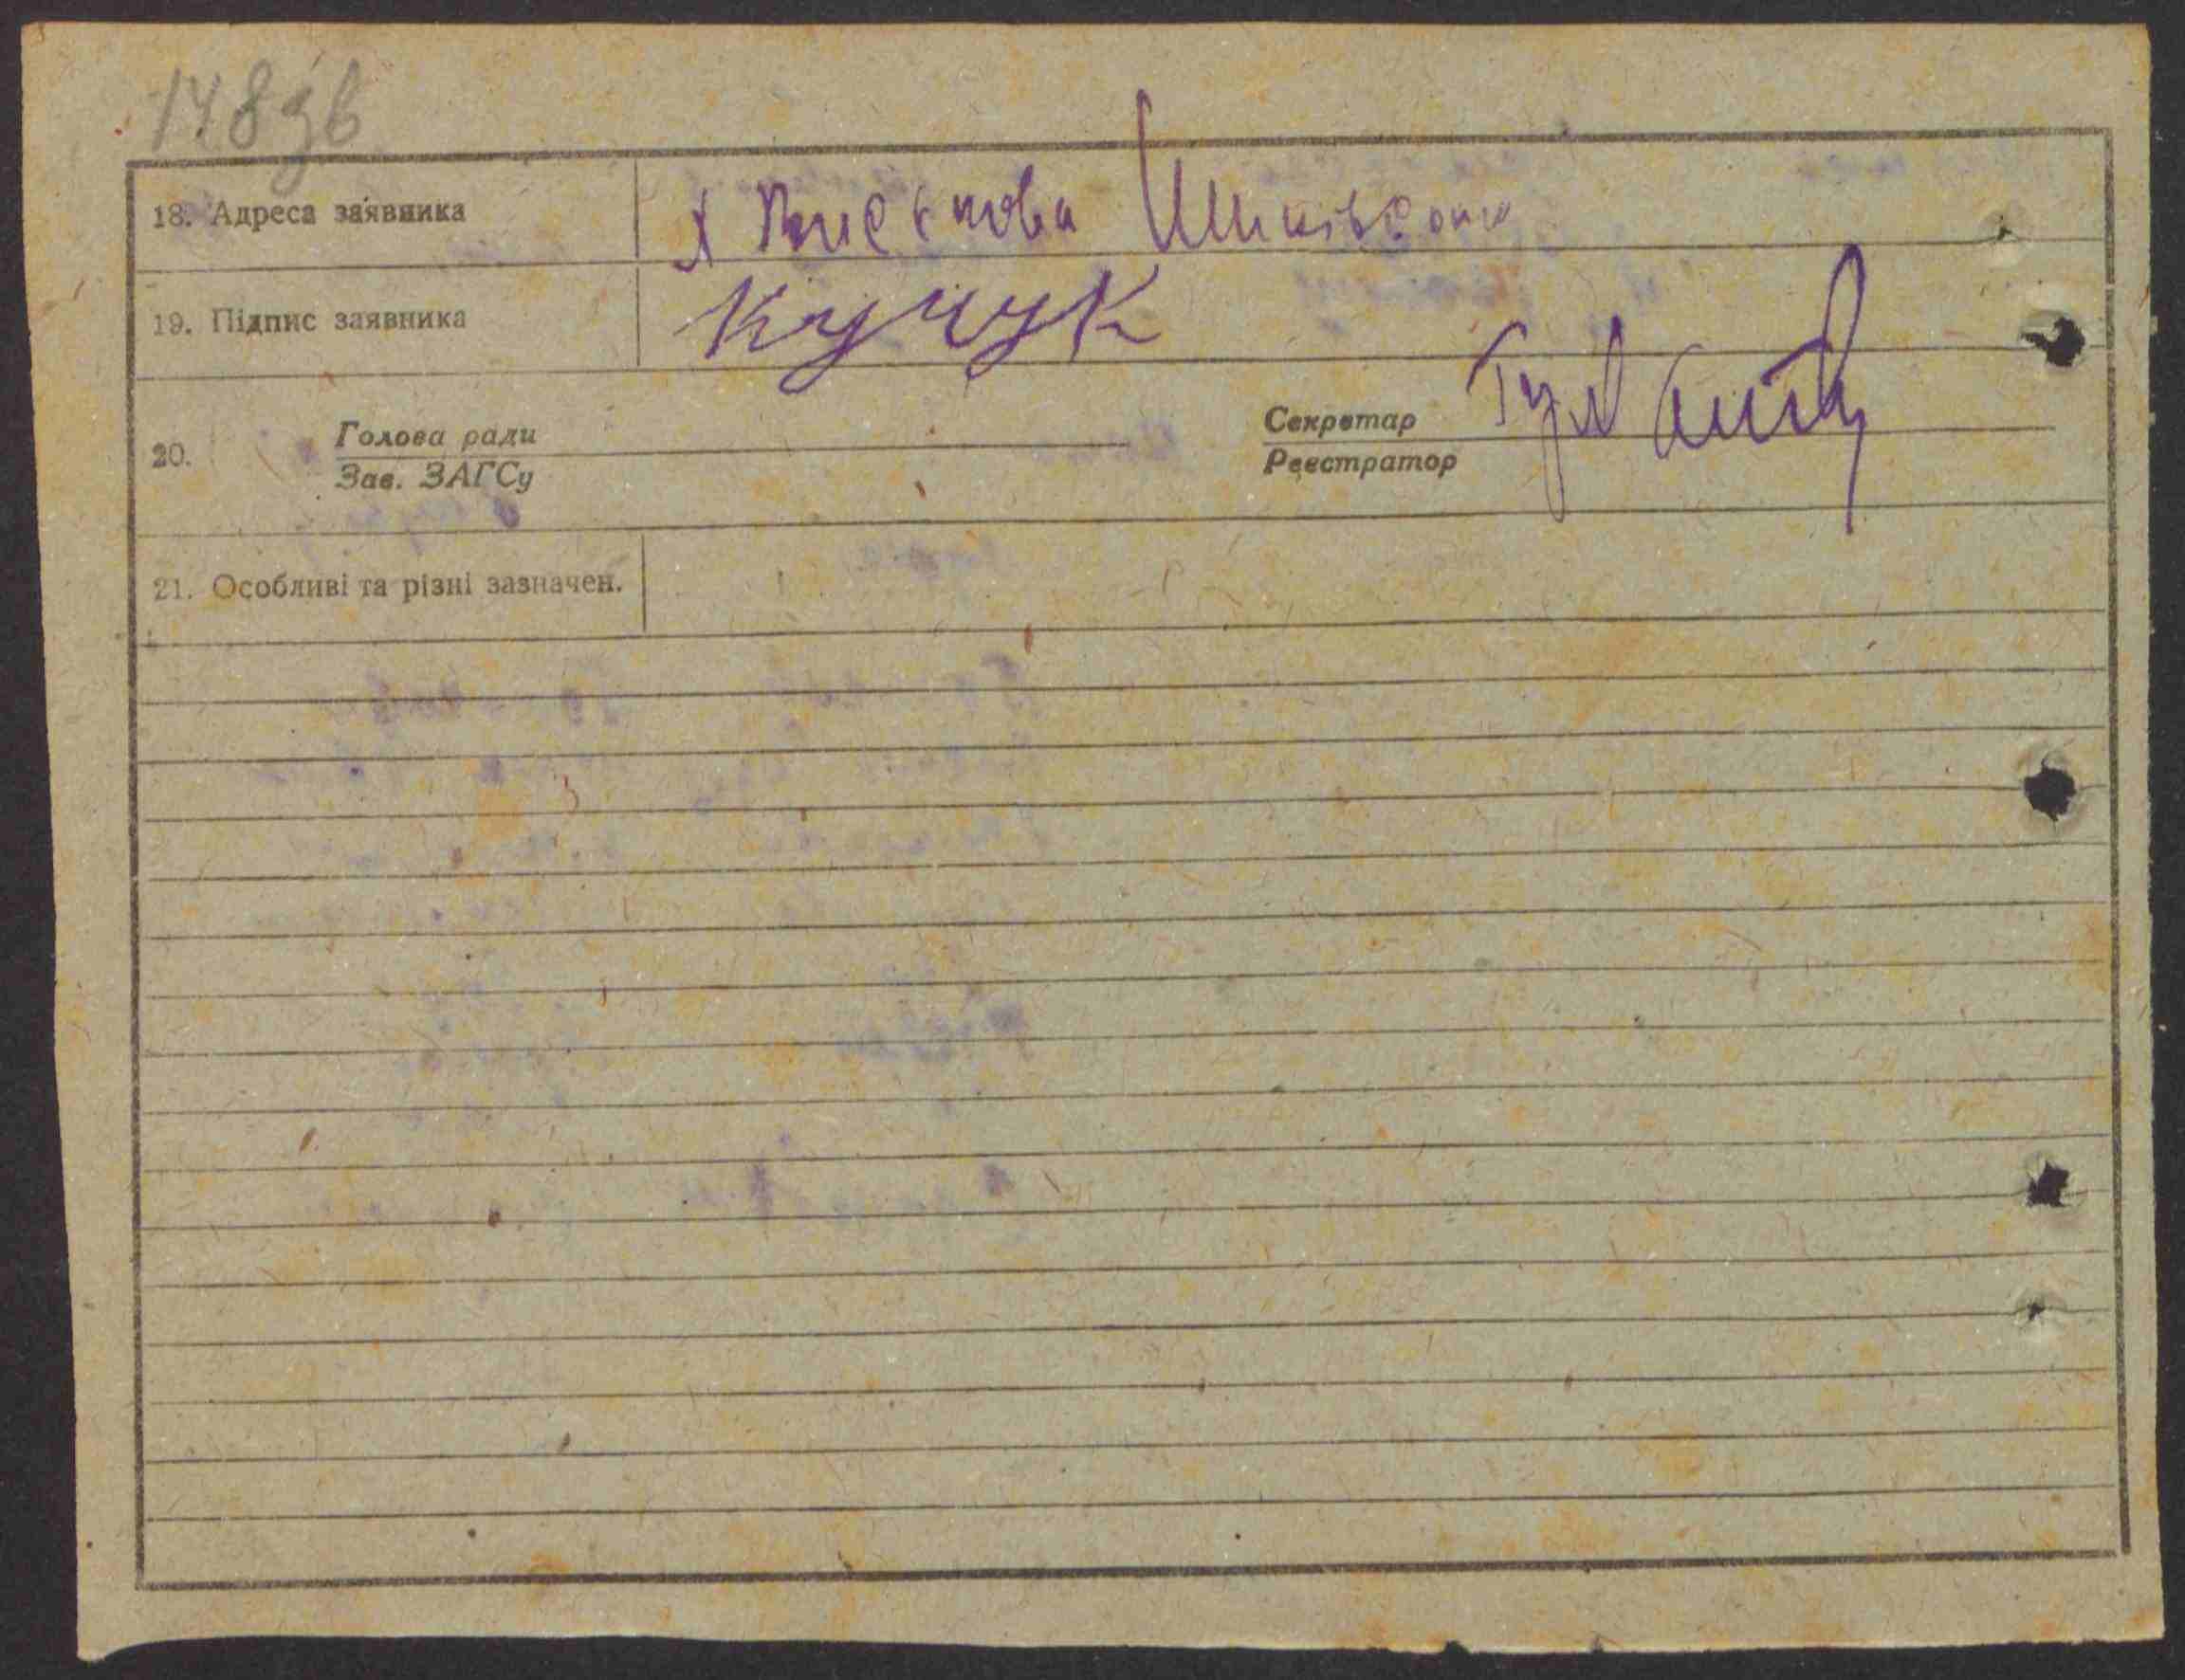 148зв
18. Адреса заявника
19. Підпис заявника Кучук
20. Голова ради
Зав. ЗАГСу
Секретар
Реєстратор
21. Особливі та різні зазначен.